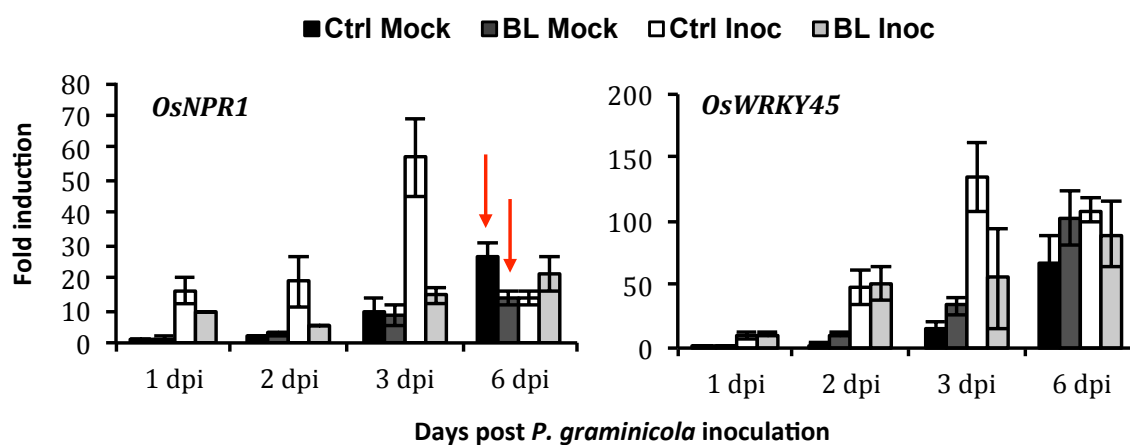 Ctrl Mock BL Mock Ctrl Inoc BL Inoc
Fold induction
80
70
60
50
40
30
20
10
0
OsNPR1
1 dpi 2 dpi 3 dpi 6 dpi
200
150
100
50
0
OsWRKY45
1 dpi 2 dpi 3 dpi 6 dpi
Days post P. graminicola inoculation